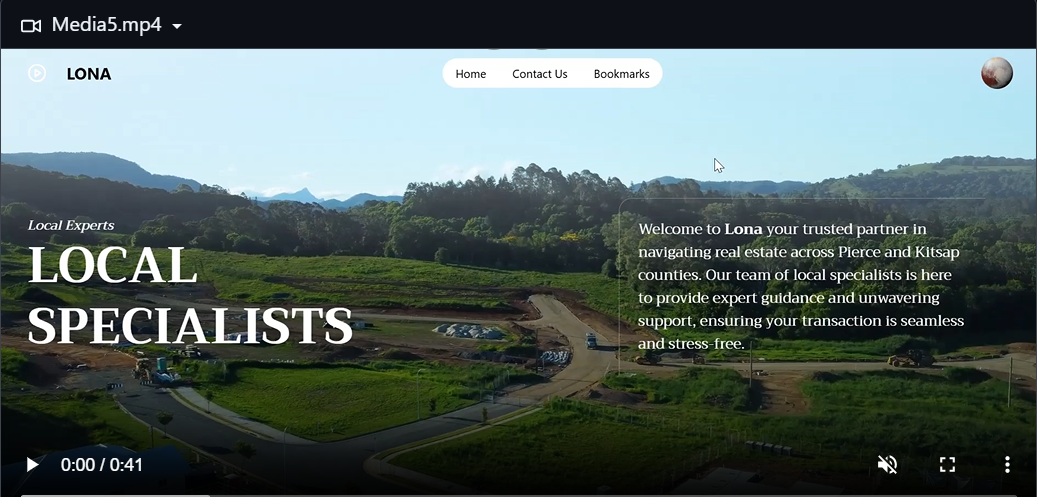 Media5.mp4
LONA
Home Contact Us Bookmarks
Local Experts
LOCAL
SPECIALISTS
Welcome to Lona your trusted partner in
navigating real estate across Pierce and Kitsap
counties. Our team of local specialists is here
to provide expert guidance and unwavering
support, ensuring your transaction is seamless
and stress-free.
0:00 / 0:41